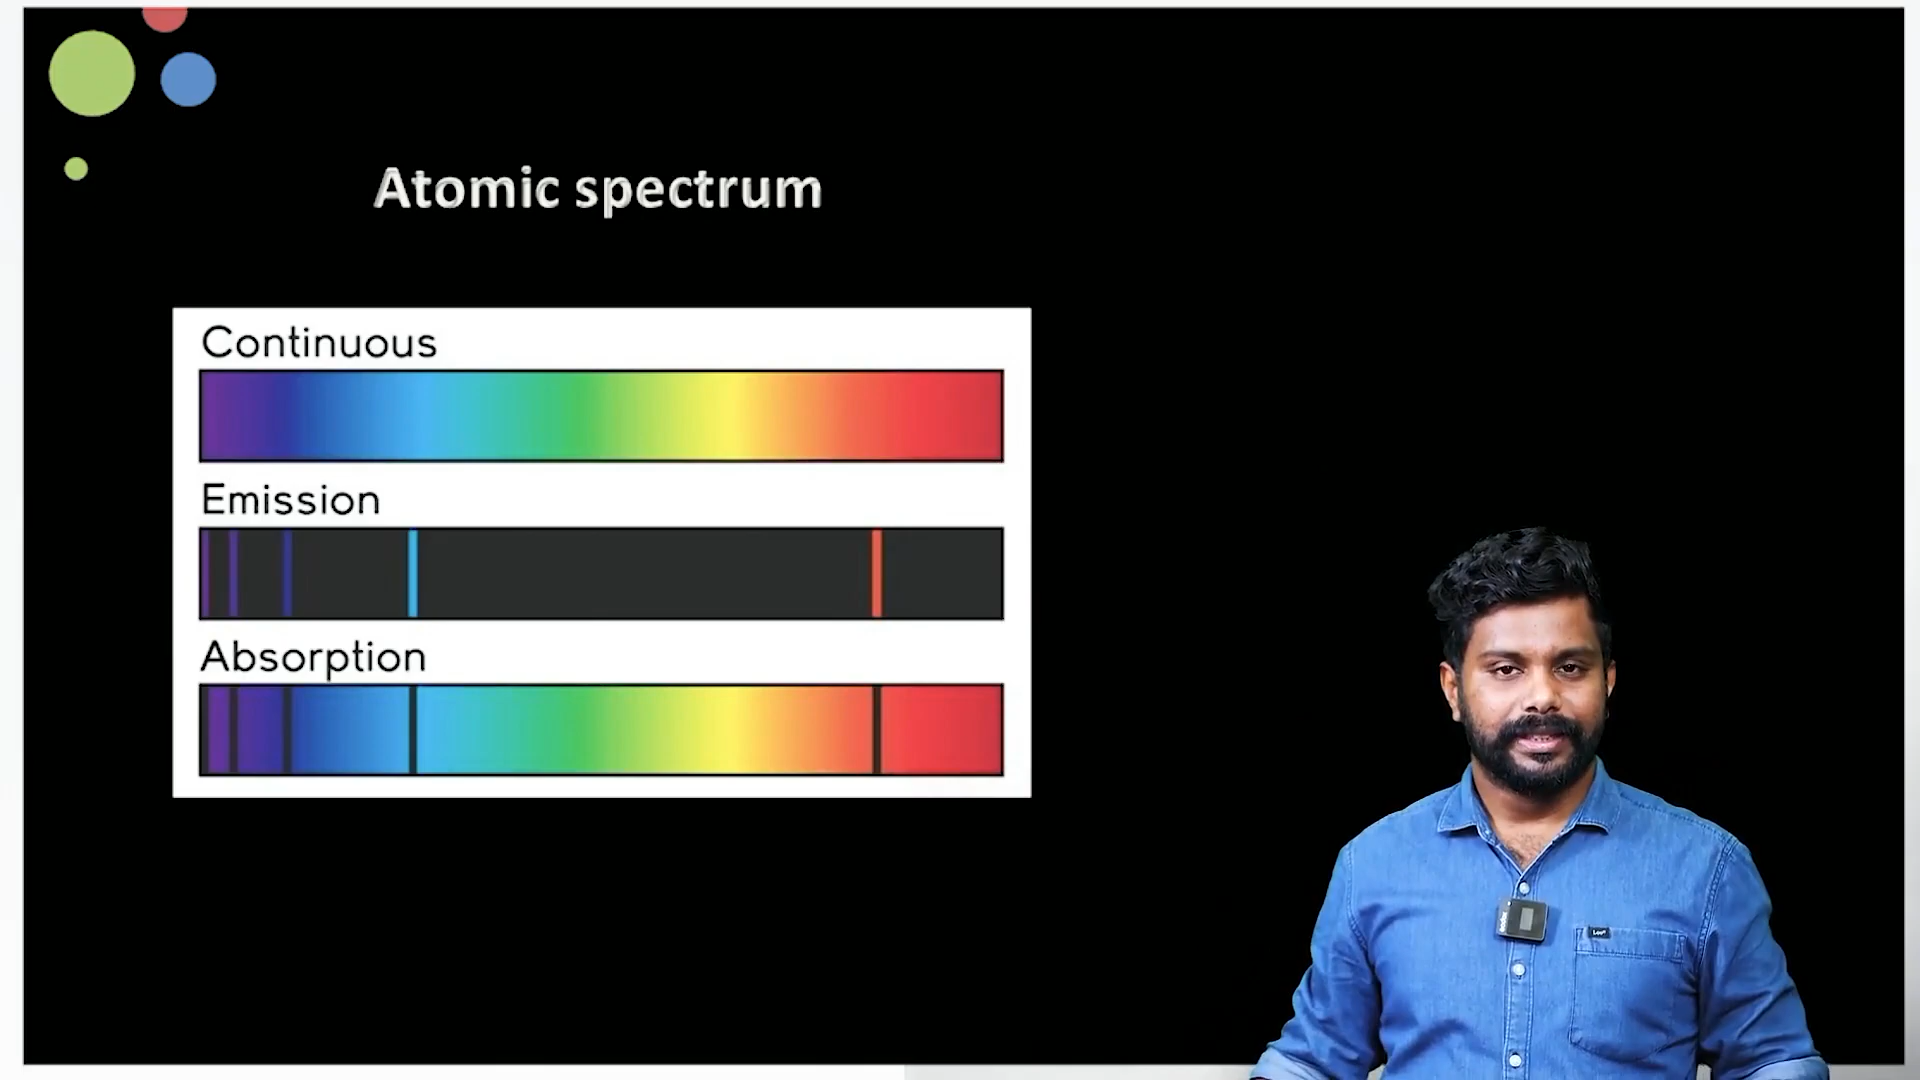 Atomic spectrum
Continuous
Emission
Absorption